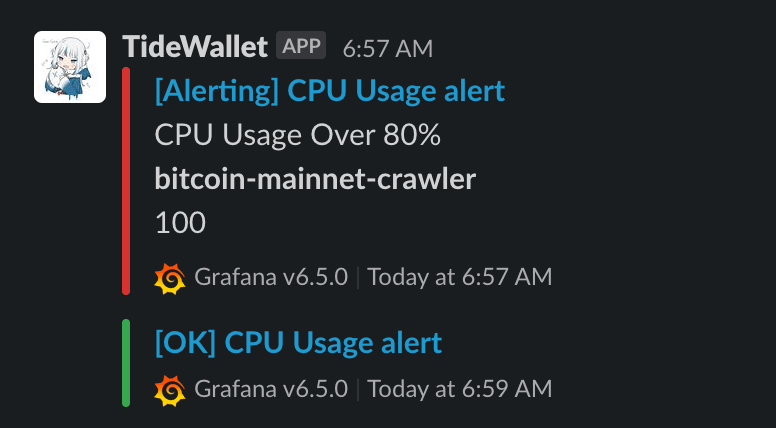 TideWallet APP 6:57 AM
[Alerting] CPU Usage alert
CPU Usage Over 80%
bitcoin-mainnet-crawler
100
Grafana v6.5.0 | Today at 6:57 AM
[OK] CPU Usage alert
Grafana v6.5.0 | Today at 6:59 AM